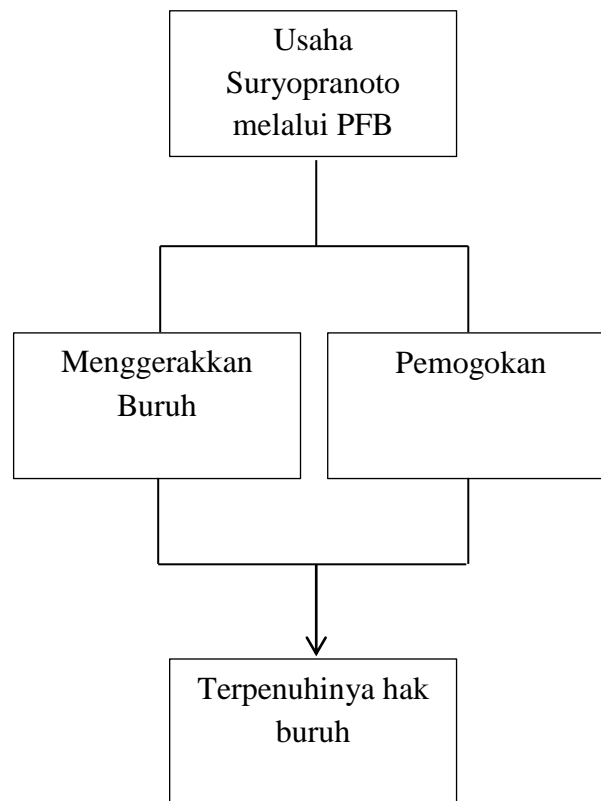 Usaha
Suryopranoto
melalui PFB
Menggerakkan
Buruh
Pemogokan
Terpenuhinya hak
buruh